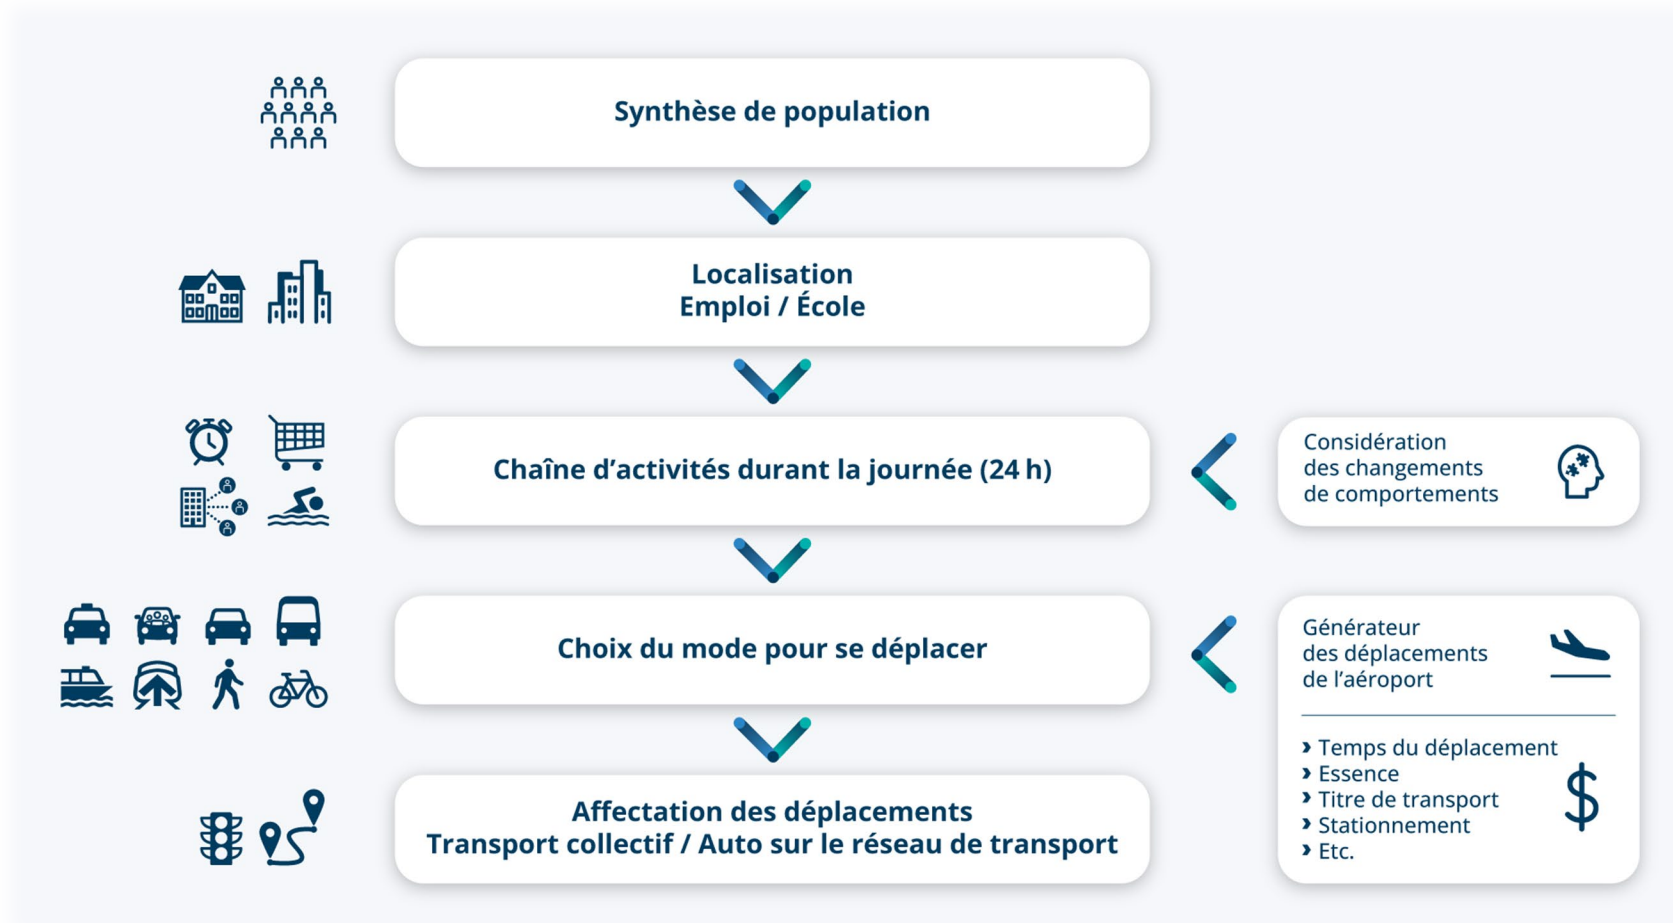 Synthèse de population
Localisation
Emploi / École
Chaîne d’activités durant la journée (24 h)
Considération
des changements
de comportements
Choix du mode pour se déplacer
Générateur
des déplacements
de l’aéroport
Temps du déplacement
Essence
Titre de transport
Stationnement
Etc.
$
Affectation des déplacements
Transport collectif / Auto sur le réseau de transport